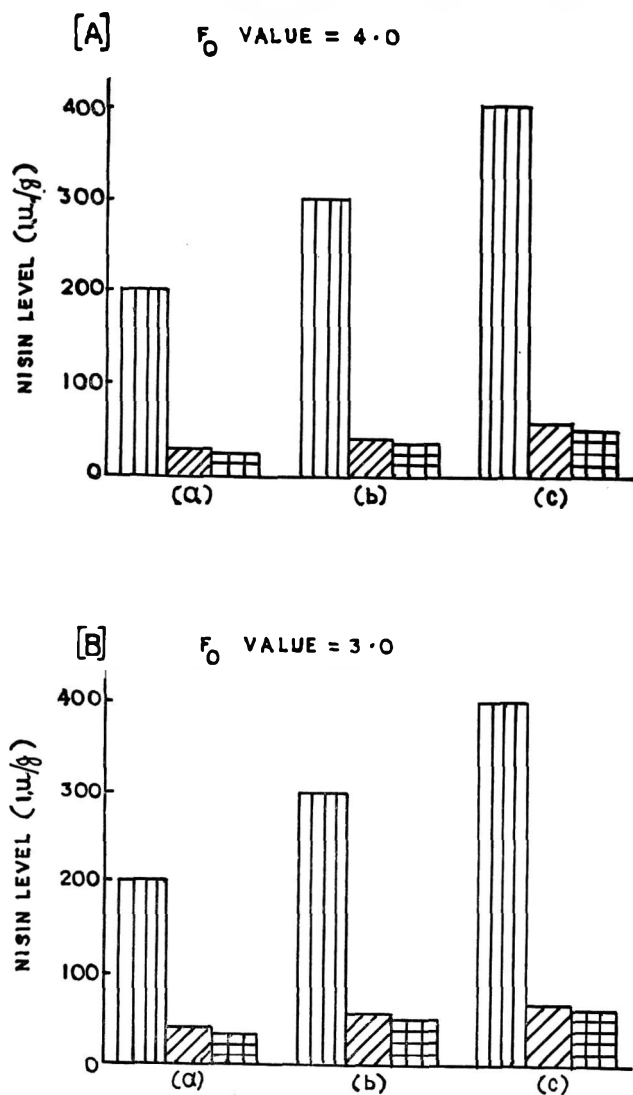 [A] F0 VALUE = 4.0
NISIN LEVEL (I.U./g)
400
300
200
100
0
(a) (b) (c)
[B] F0 VALUE = 3.0
NISIN LEVEL (I.U/g)
400
300
200
100
0
(a) (b) (c)